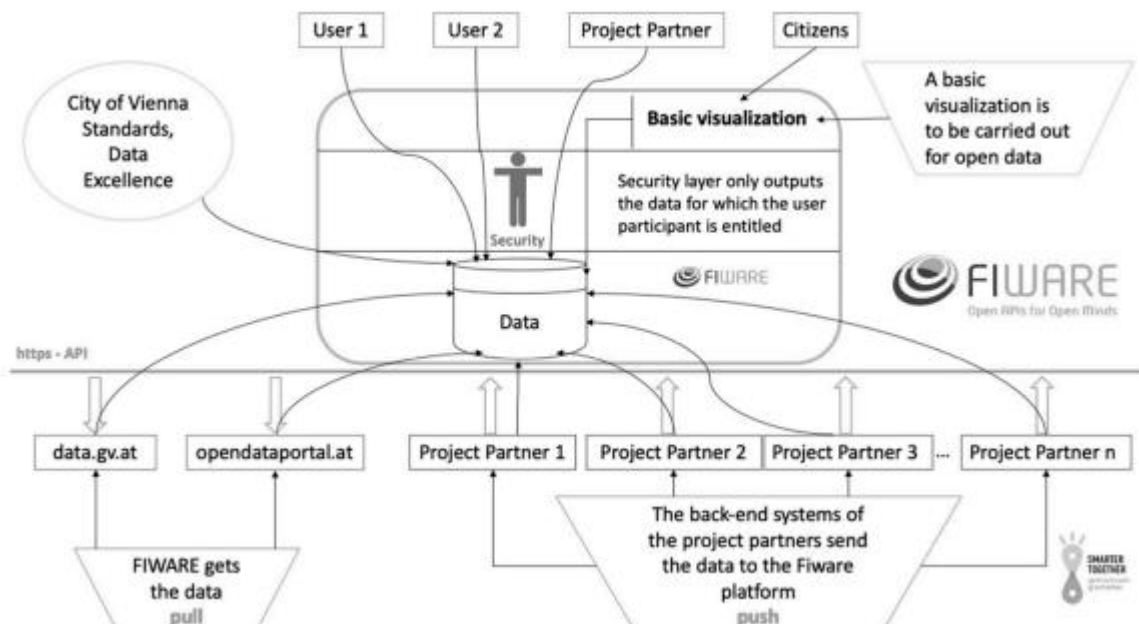 User 1
User 2
Project Partner
Citizens
City of Vienna
Standards,
Data
Excellence
Basic visualization
A basic
visualization is
to be carried out
for open data
Security layer only outputs
the data for which the user
participant is entitled
Security
FIWARE
FIWARE
Open APIs for Open Minds
Data
https - API
data.gv.at
opendataportal.at
Project Partner 1
Project Partner 2
Project Partner 3
...
Project Partner n
FIWARE gets
the data
pull
The back-end systems of
the project partners send
the data to the Fiware
platform
push
SMARTER
TOGETHER